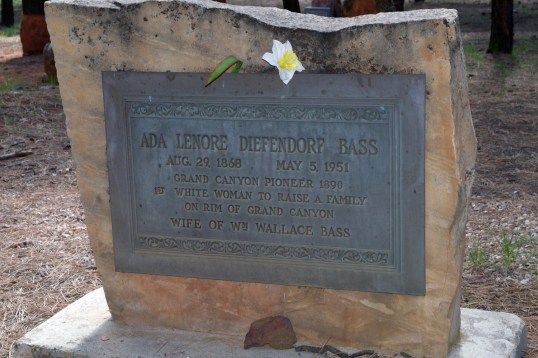 ADA LENORE DIEFENDORF BASS
AUG. 29, 1868 MAY 5, 1951
GRAND CANYON PIONEER 1890
1ST WHITE WOMAN TO RAISE A FAMILY
ON RIM OF GRAND CANYON
WIFE OF WM WALLACE BASS